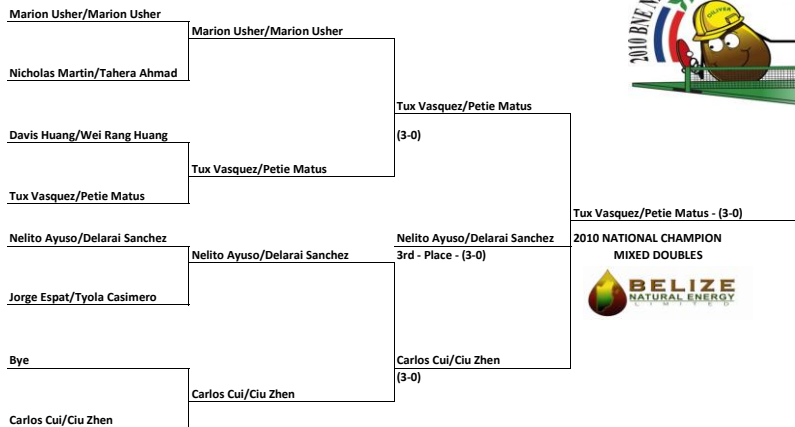 Marion Usher/Marion Usher
Marion Usher/Marion Usher
Nicholas Martin/Tahera Ahmad
Tux Vasquez/Petie Matus
Davis Huang/Wei Rang Huang
(3-0)
Tux Vasquez/Petie Matus
Tux Vasquez/Petie Matus
Tux Vasquez/Petie Matus - (3-0)
Nelito Ayuso/Delarai Sanchez
Nelito Ayuso/Delarai Sanchez
2010 NATIONAL CHAMPION
Nelito Ayuso/Delarai Sanchez
3rd - Place - (3-0)
MIXED DOUBLES
Jorge Espat/Tyola Casimero
BELIZE
NATURAL ENERGY
LIMITED
Bye
Carlos Cui/Ciu Zhen
(3-0)
Carlos Cui/Ciu Zhen
Carlos Cui/Ciu Zhen
2010 BNE
OILIVER